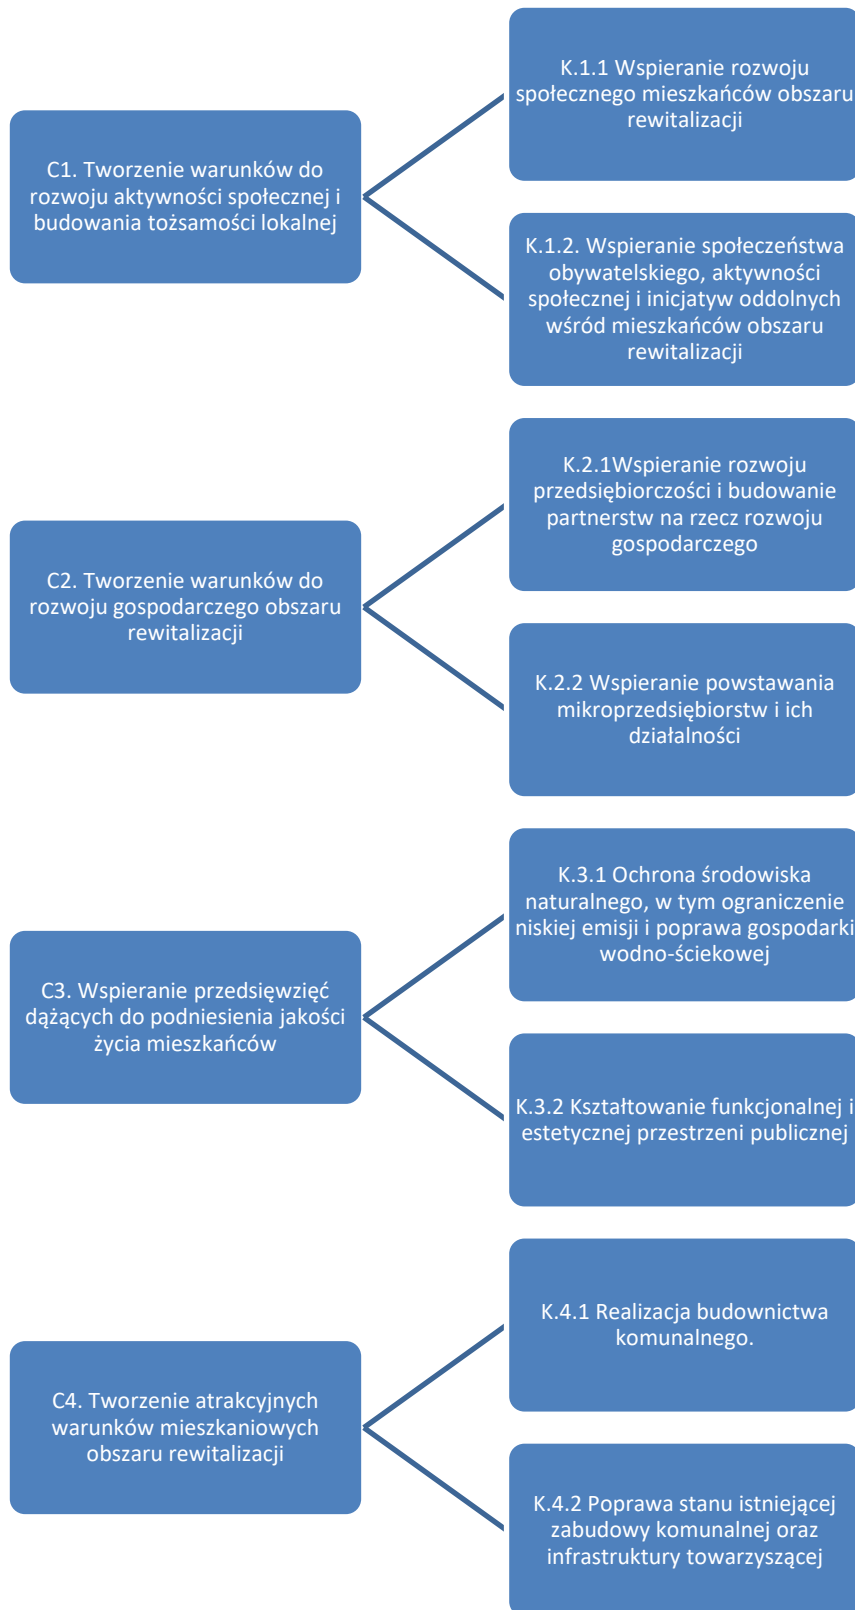 C1. Tworzenie warunków do
rozwoju aktywności społecznej i
budowania tożsamości lokalnej
K.1.1 Wspieranie rozwoju
społecznego mieszkańców obszaru
rewitalizacji
K.1.2. Wspieranie społeczeństwa
obywatelskiego, aktywności
społecznej i inicjatyw oddolnych
wśród mieszkańców obszaru
rewitalizacji
C2. Tworzenie warunków do
rozwoju gospodarczego obszaru
rewitalizacji
K.2.1Wspieranie rozwoju
przedsiębiorczości i budowanie
partnerstw na rzecz rozwoju
gospodarczego
K.2.2 Wspieranie powstawania
mikroprzedsiębiorstw i ich
działalności
C3. Wspieranie przedsięwzięć
dążących do podniesienia jakości
życia mieszkańców
K.3.1 Ochrona środowiska
naturalnego, w tym ograniczenie
niskiej emisji i poprawa gospodarki
wodno-ściekowej
K.3.2 Kształtowanie funkcjonalnej i
estetycznej przestrzeni publicznej
C4. Tworzenie atrakcyjnych
warunków mieszkaniowych
obszaru rewitalizacji
K.4.1 Realizacja budownictwa
komunalnego.
K.4.2 Poprawa stanu istniejącej
zabudowy komunalnej oraz
infrastruktury towarzyszącej